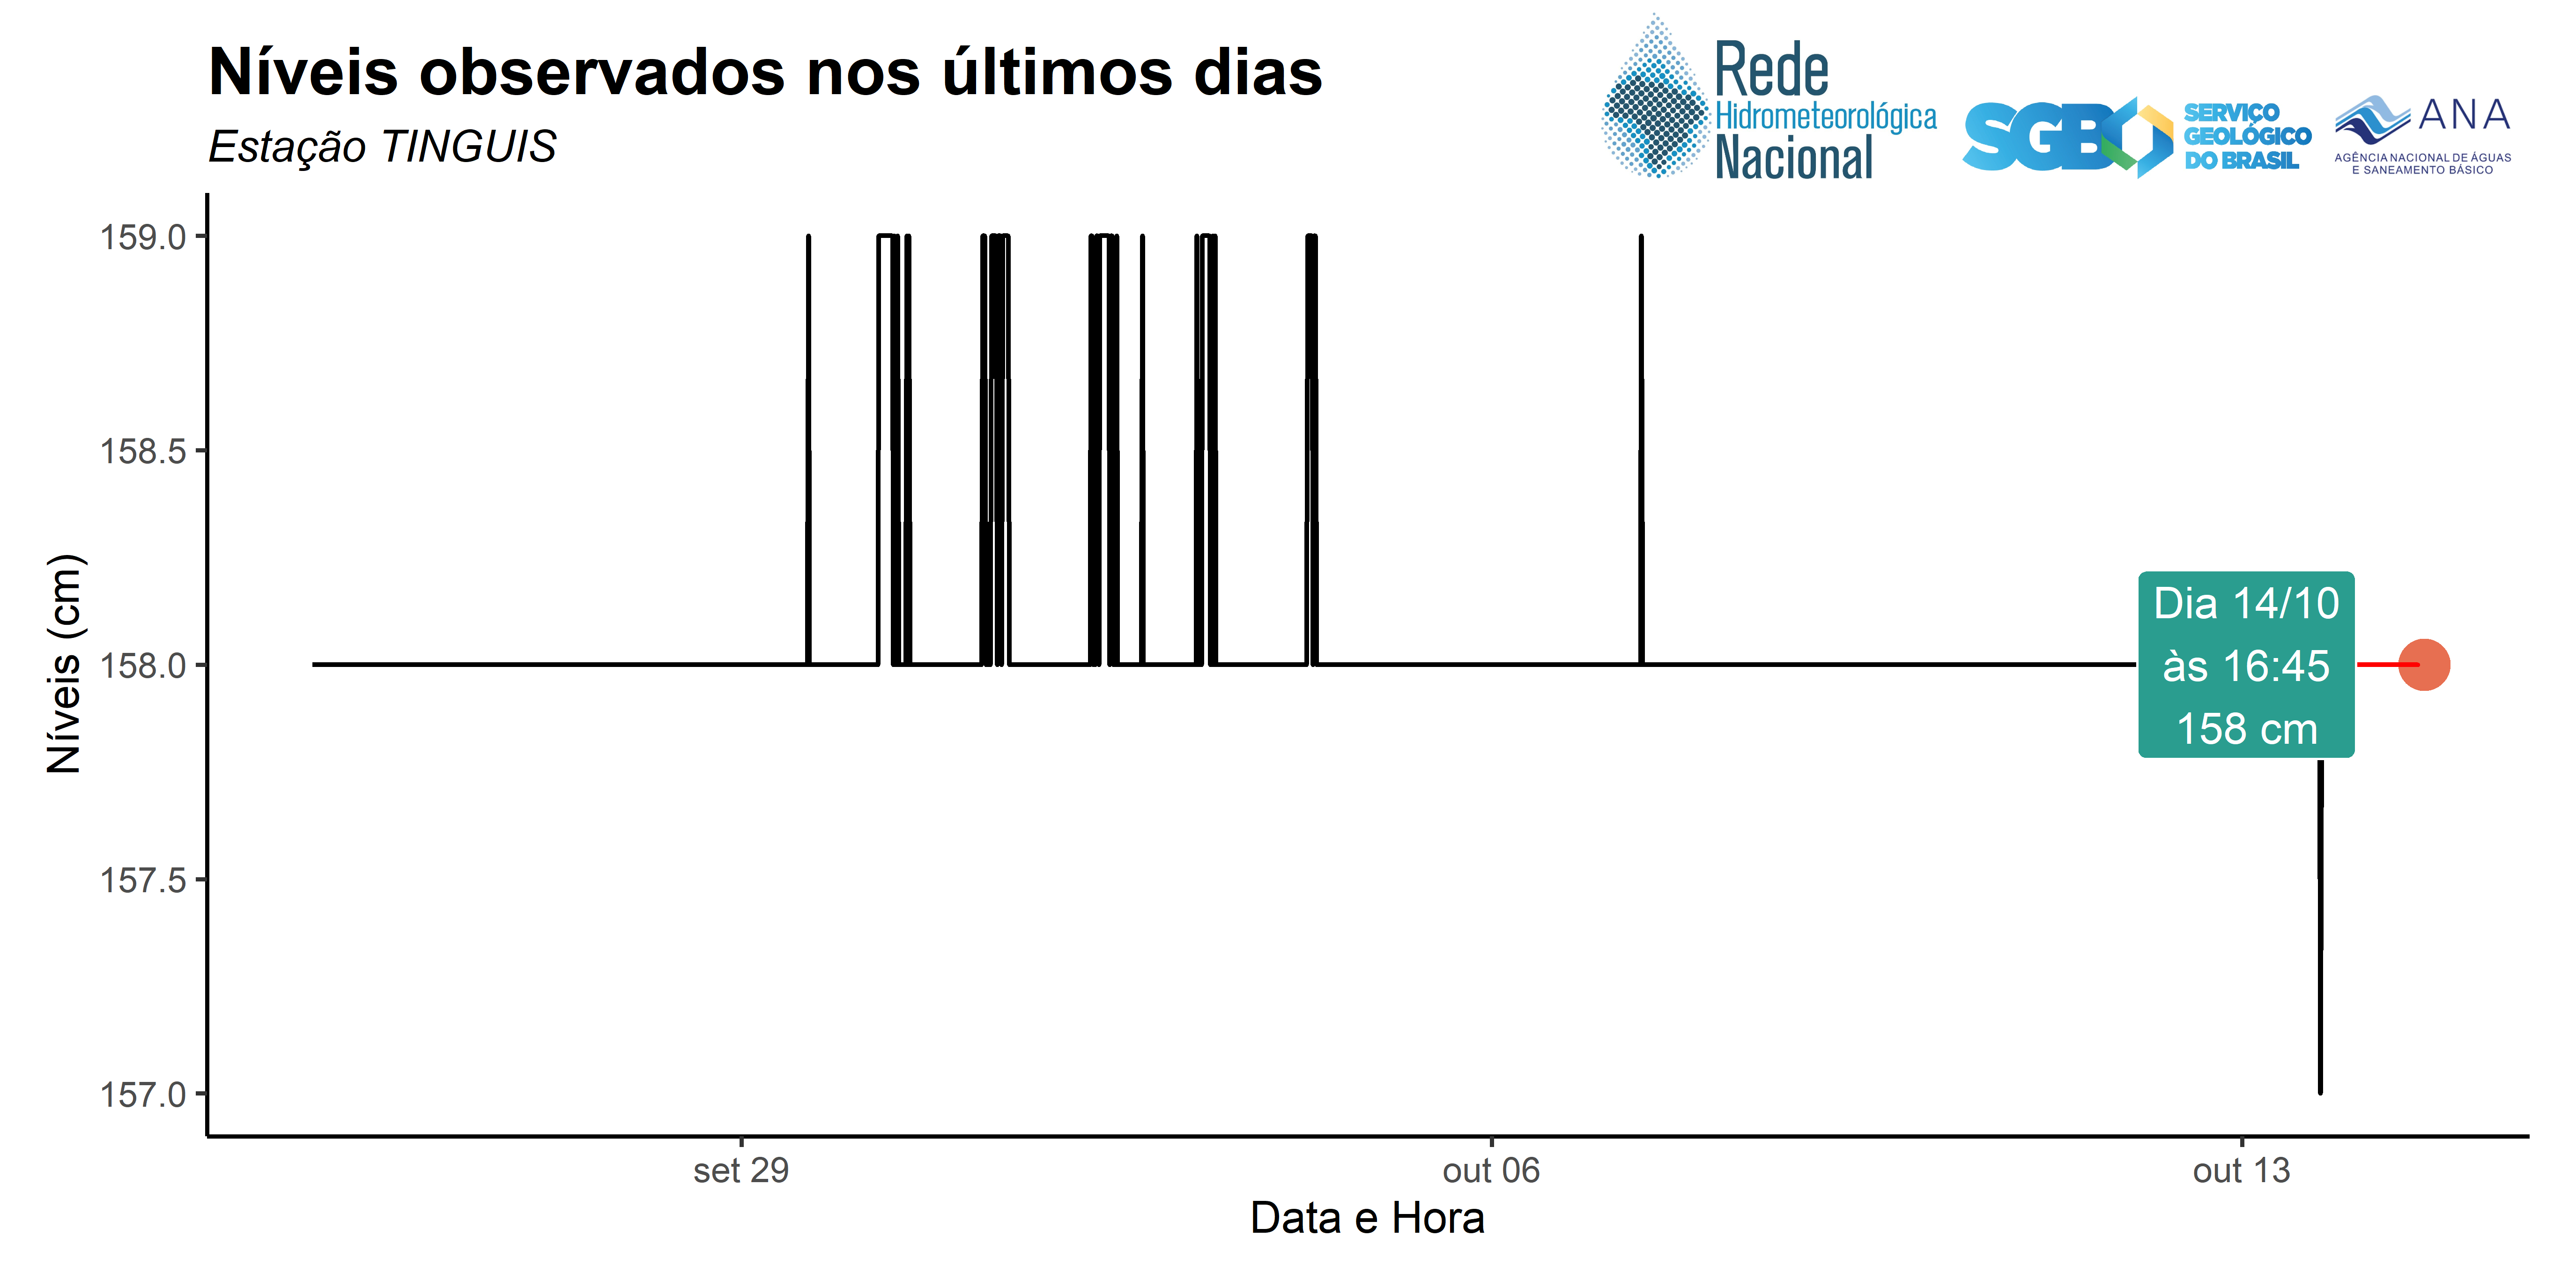 Níveis observados nos últimos dias
Estação TINGUIS
Rede
Hidrometeorológica
Nacional
SGB
SERVIÇO
GEOLÓGICO
DO BRASIL
ANA
AGÊNCIA NACIONAL DE ÁGUAS
E SANEAMENTO BÁSICO
Níveis (cm)
159.0
158.5
158.0
157.5
157.0
Dia 14/10
às 16:45
158 cm
set 29
out 06
out 13
Data e Hora